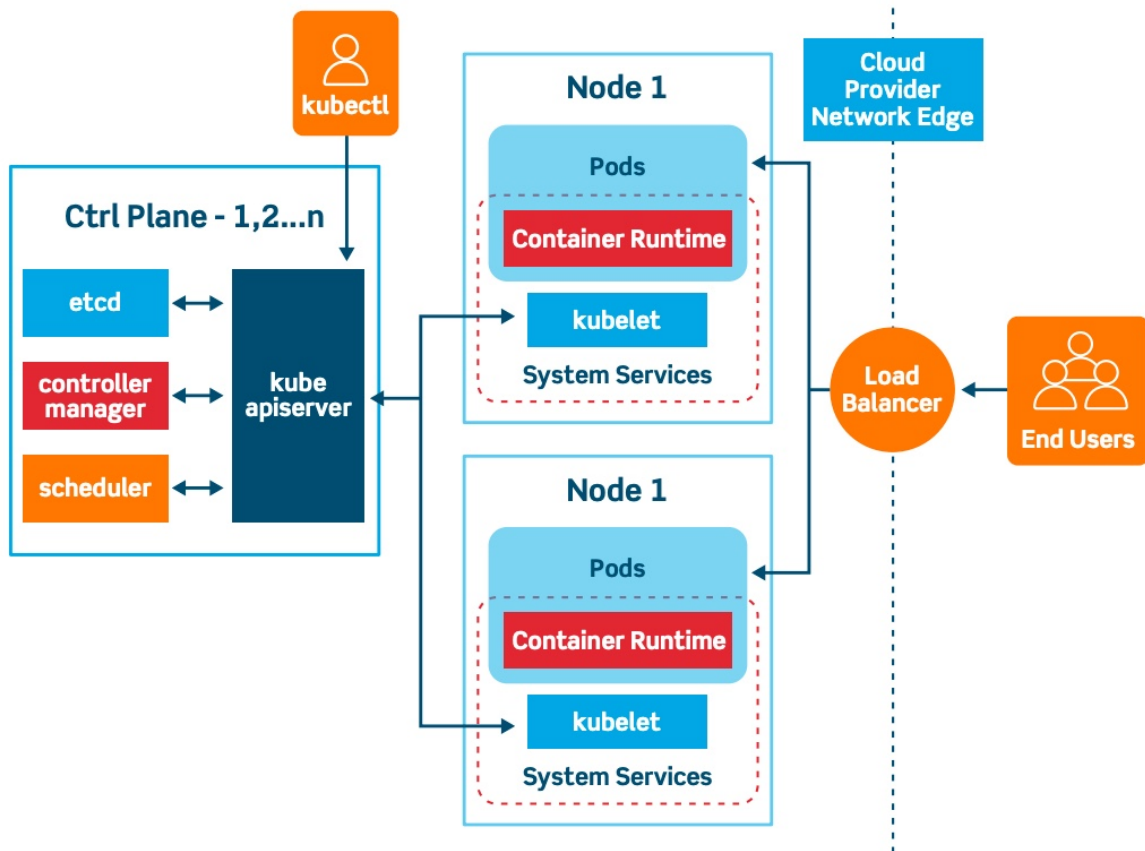 kubectl
Ctrl Plane - 1,2...n
etcd
controller
manager
scheduler
kube
apiserver
Node 1
Pods
Container Runtime
kubelet
System Services
Node 1
Pods
Container Runtime
kubelet
System Services
Cloud
Provider
Network Edge
Load
Balancer
End Users